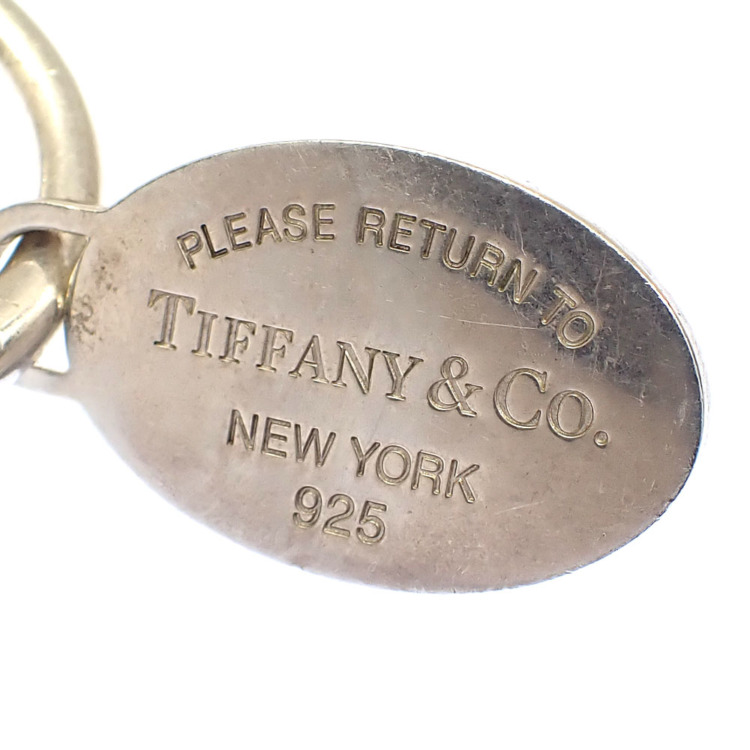 PLEASE RETURN TO
TIFFANY & CO.
NEW YORK
925